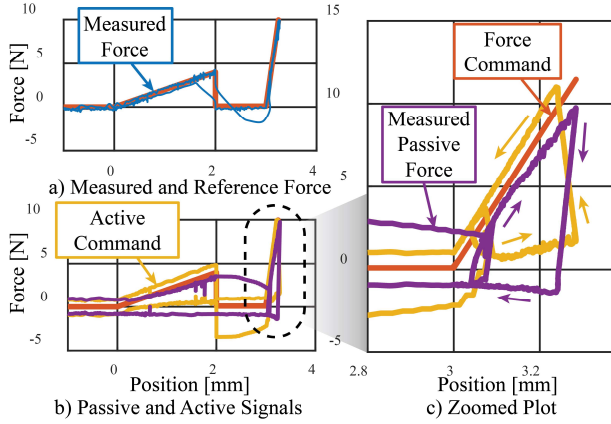 10
5
0
-5
Force [N]
Measured
Force
0
2
4
a) Measured and Reference Force
10
5
0
-5
Force [N]
Active
Command
0
2
4
Position [mm]
b) Passive and Active Signals
15
10
5
0
-5
Force
Command
Measured
Passive
Force
2.8
3
3.2
Position [mm]
c) Zoomed Plot